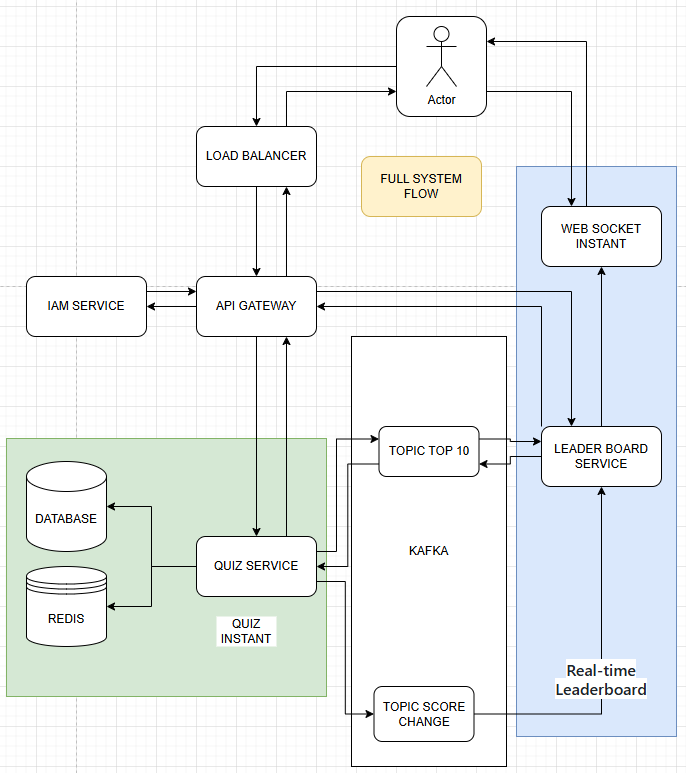 Actor
LOAD BALANCER
FULL SYSTEM
FLOW
WEB SOCKET
INSTANT
IAM SERVICE
API GATEWAY
TOPIC TOP 10
LEADER BOARD
SERVICE
DATABASE
KAFKA
QUIZ SERVICE
REDIS
QUIZ
INSTANT
Real-time
Leaderboard
TOPIC SCORE
CHANGE